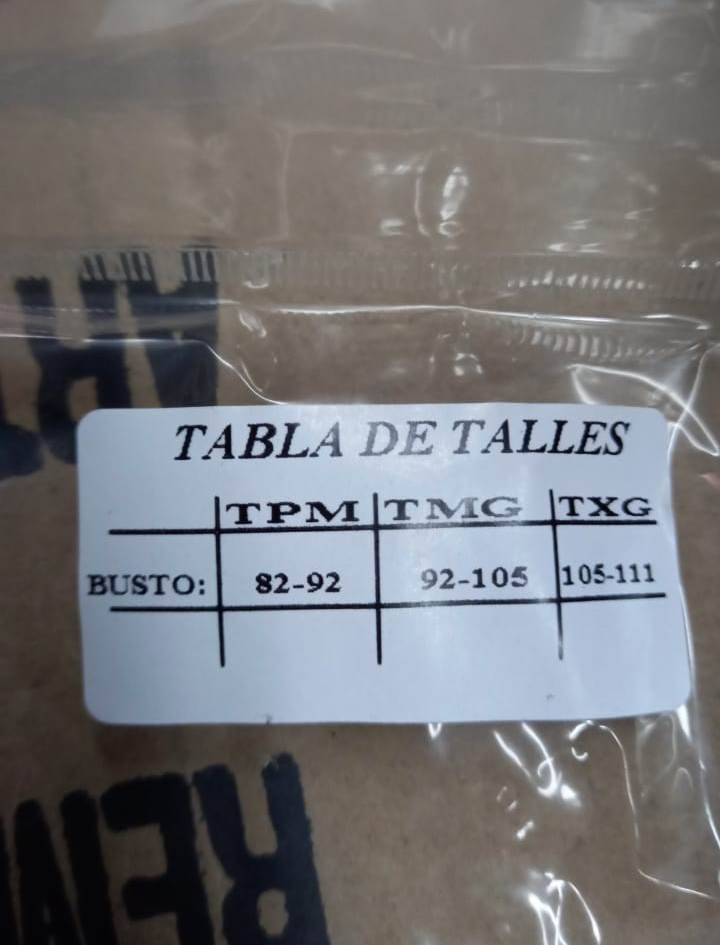 TABLA DE TALLES
TPM TMG TXG
BUSTO: 82-92 92-105 105-111